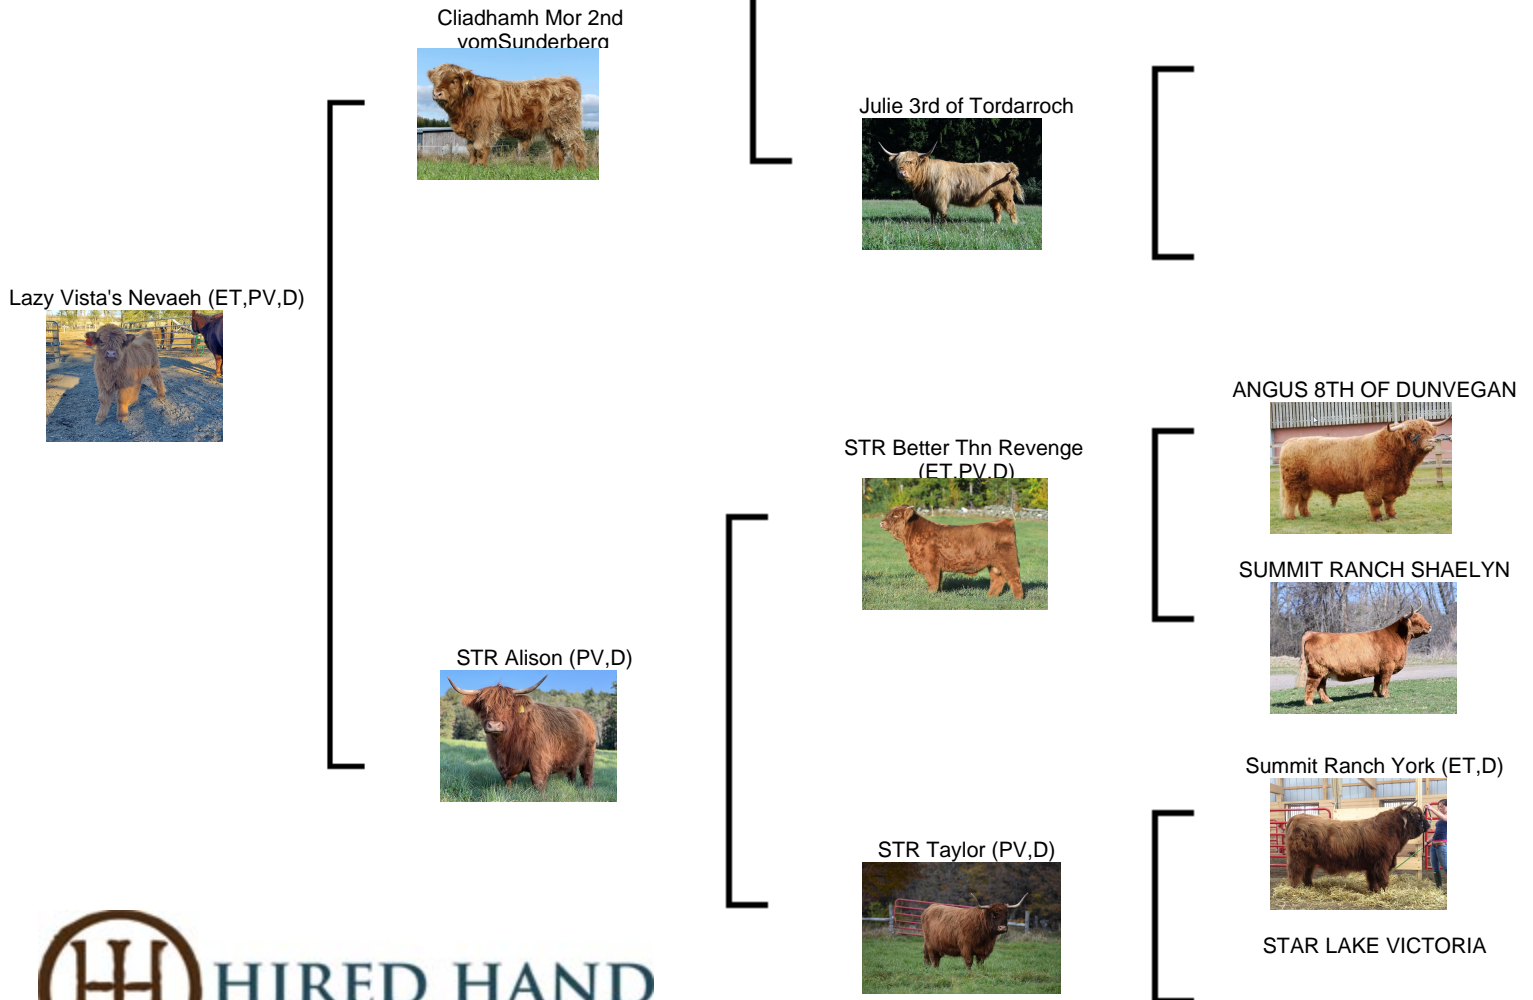 Cliadhamh Mor 2nd
vomSunderberg
Julie 3rd of Tordarroch
Lazy Vista's Nevaeh (ET,PV,D)
ANGUS 8TH OF DUNVEGAN
STR Better Thn Revenge
(ET,PV,D)
SUMMIT RANCH SHAELYN
STR Alison (PV,D)
Summit Ranch York (ET,D)
STR Taylor (PV,D)
STAR LAKE VICTORIA
HIRED HAND